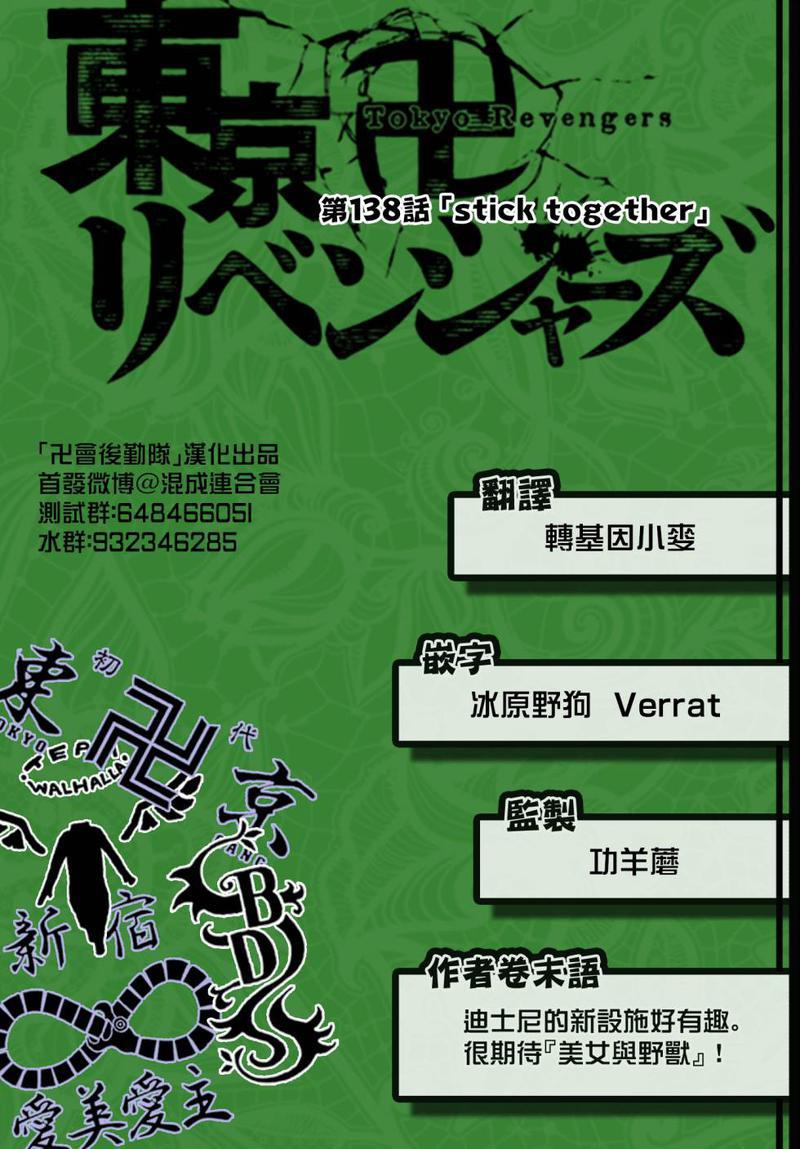 東京卍
Tokyo Revengers
第138話「stick together」
リベンジャーズ
「卍會後勤隊」漢化出品
首發微博@混成連合會
測試群:648466051
水群:932346285
翻譯
轉基因小麥
嵌字
冰原野狗 Verrat
監製
功羊蘑
作者卷末語
迪士尼的新設施好有趣。
很期待『美女與野獸』！
初代
東卍京
TOKYO
WALHALLA
新宿
BDS
愛美愛主